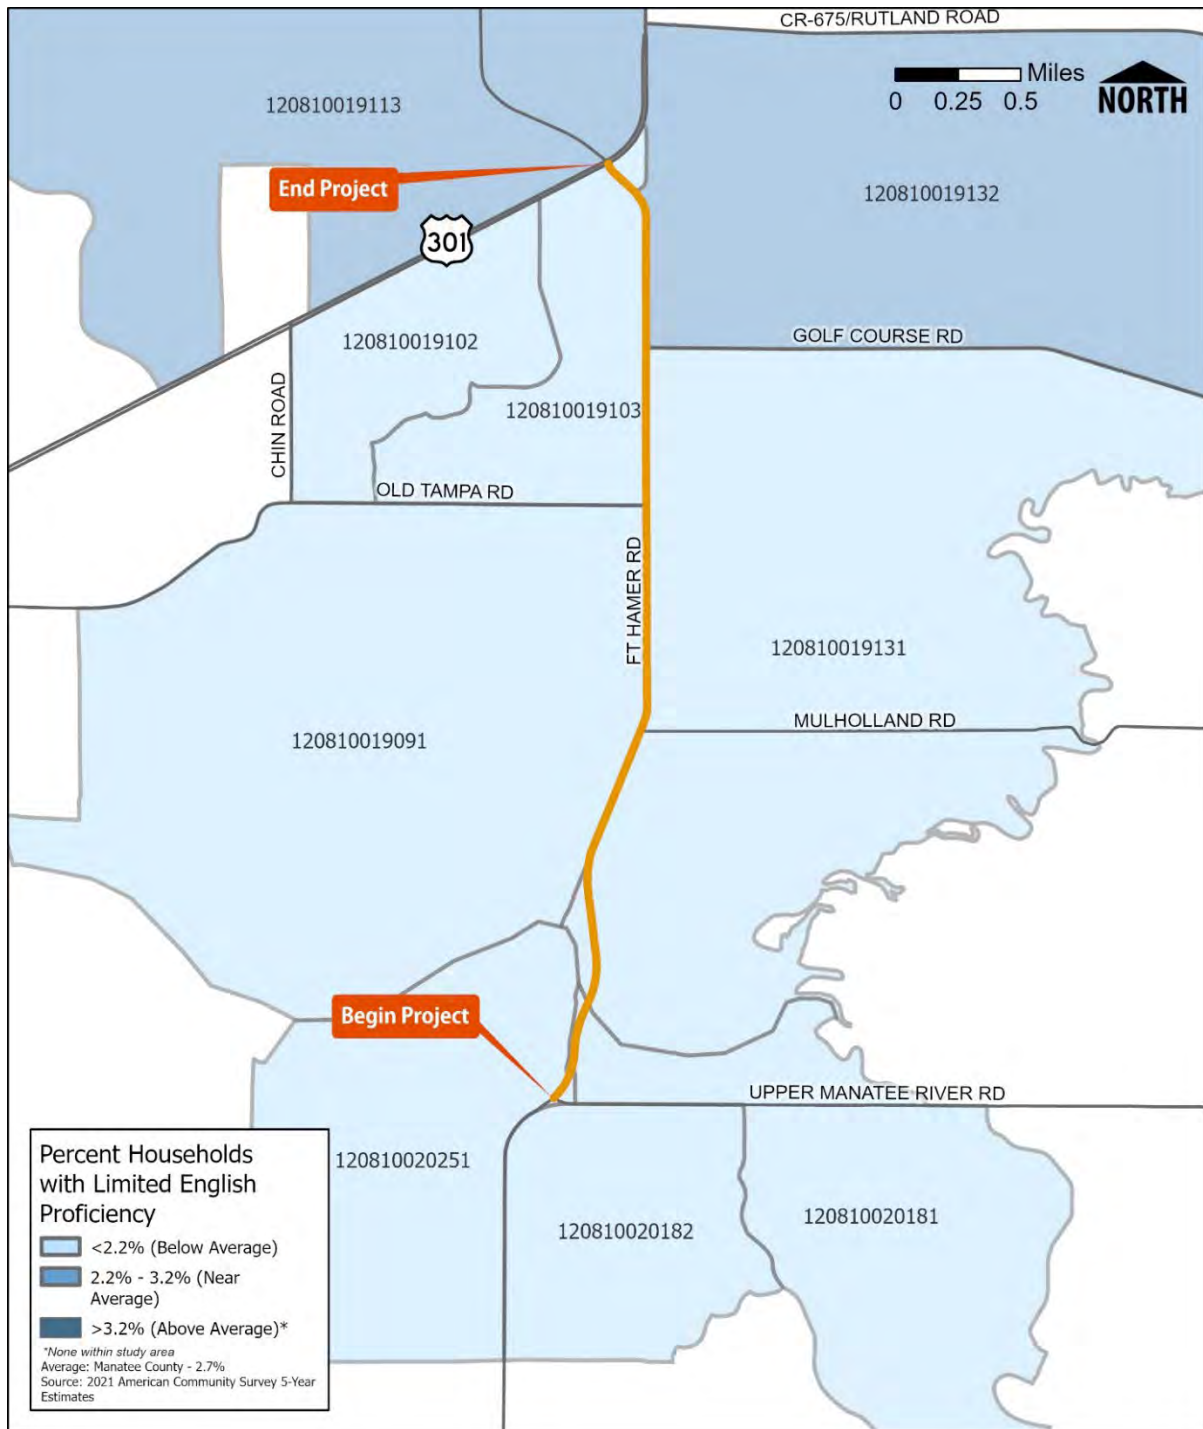 CR-675/RUTLAND ROAD
Miles
0 0.25 0.5
NORTH
120810019113
End Project
120810019132
301
120810019102
GOLF COURSE RD
CHIN ROAD
120810019103
OLD TAMPA RD
FT HAMER RD
120810019131
120810019091
MULHOLLAND RD
Begin Project
UPPER MANATEE RIVER RD
120810020251
120810020182
120810020181
Percent Households
with Limited English
Proficiency
<2.2% (Below Average)
2.2% - 3.2% (Near
Average)
>3.2% (Above Average)*
*None within study area
Average: Manatee County - 2.7%
Source: 2021 American Community Survey 5-Year
Estimates